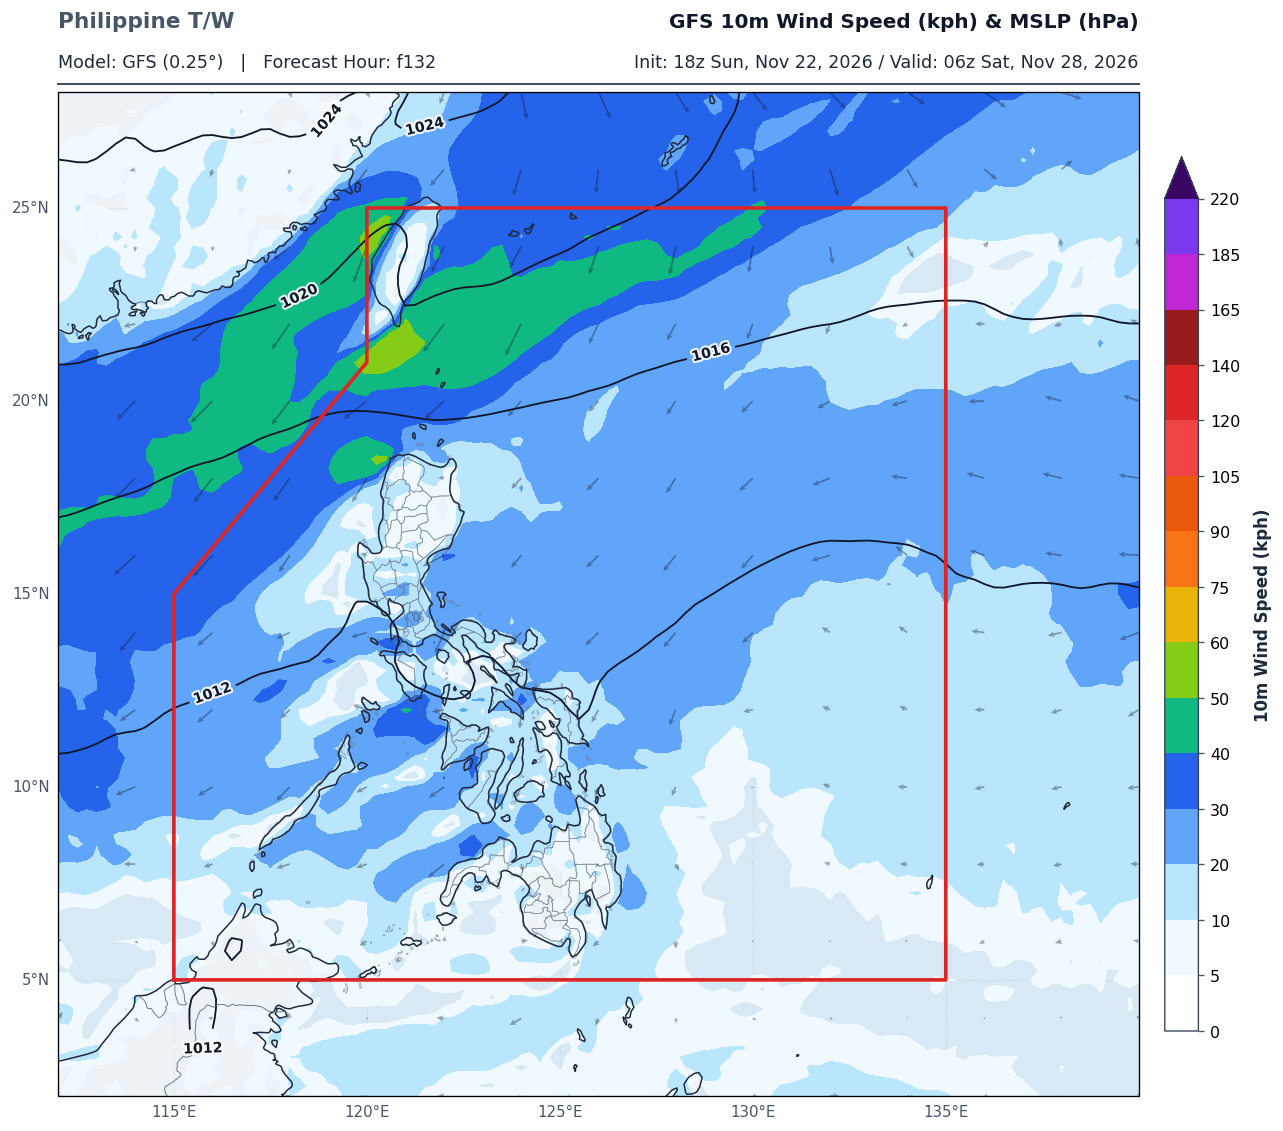 Philippine T/W
GFS 10m Wind Speed (kph) & MSLP (hPa)
Model: GFS (0.25°)   |   Forecast Hour: f132
Init: 18z Sun, Nov 22, 2026 / Valid: 06z Sat, Nov 28, 2026
1024
1024
1020
1016
1012
1012
25°N
20°N
15°N
10°N
5°N
115°E
120°E
125°E
130°E
135°E
220
185
165
140
120
105
90
75
60
50
40
30
20
10
5
0
10m Wind Speed (kph)